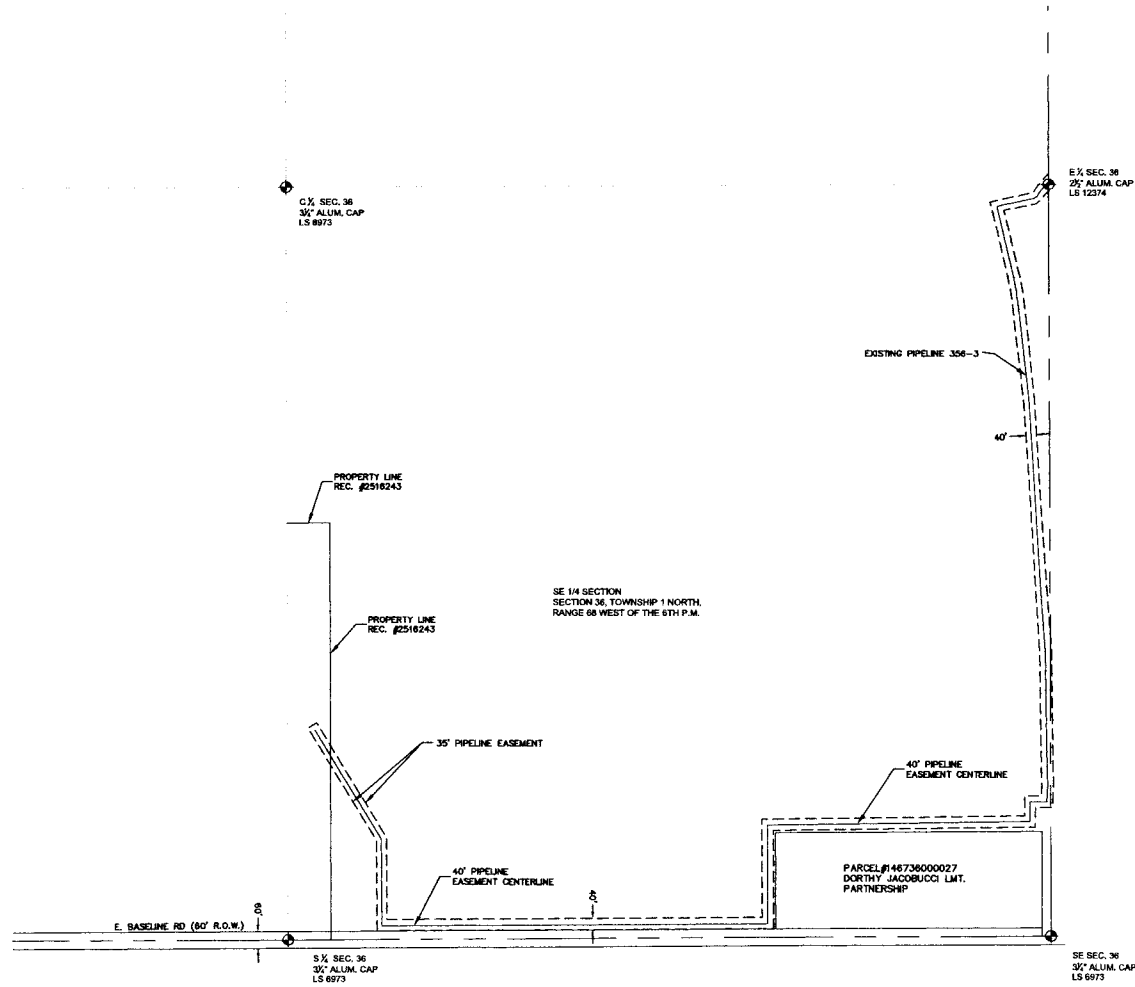 E ¼ SEC. 36
2½" ALUM. CAP
LS 12374
C ¼ SEC. 36
3¼" ALUM. CAP
LS 6973
EXISTING PIPELINE 356-3
40'
PROPERTY LINE
REC. #2516243
SE 1/4 SECTION
SECTION 36, TOWNSHIP 1 NORTH,
RANGE 68 WEST OF THE 6TH P.M.
PROPERTY LINE
REC. #2516243
35' PIPELINE EASEMENT
40' PIPELINE
EASEMENT CENTERLINE
40' PIPELINE
EASEMENT CENTERLINE
PARCEL#146736000027
DORTHY JACOBUCCI LMT.
PARTNERSHIP
40'
60'
E. BASELINE RD (60' R.O.W.)
S ¼ SEC. 36
3¼" ALUM. CAP
LS 6973
SE SEC. 36
3¼" ALUM. CAP
LS 6973